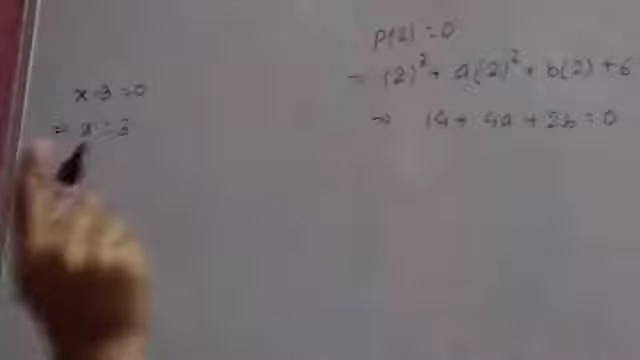 x-3=0
⇒ x=3
p(2)=0
= (2)³+a(2)²+b(2)+6
⇒ 14+4a+2b=0